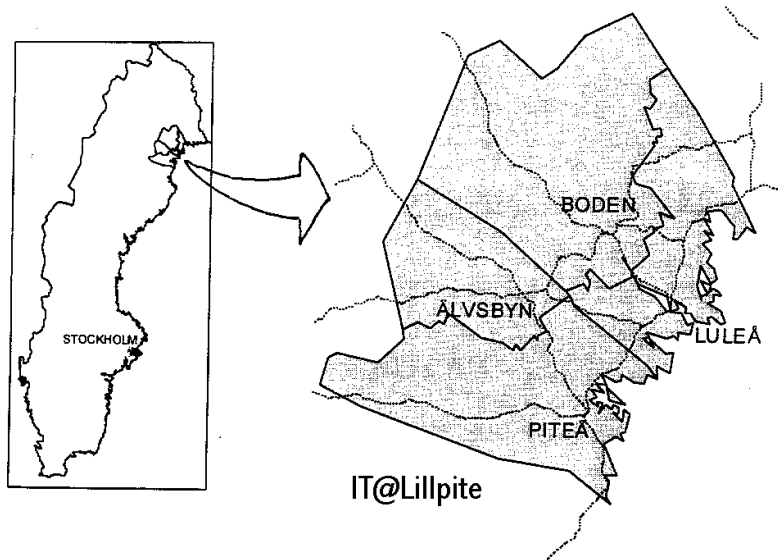 STOCKHOLM
BODEN
ÄLVSBYN
LULEÅ
PITEÅ
IT@Lillpite